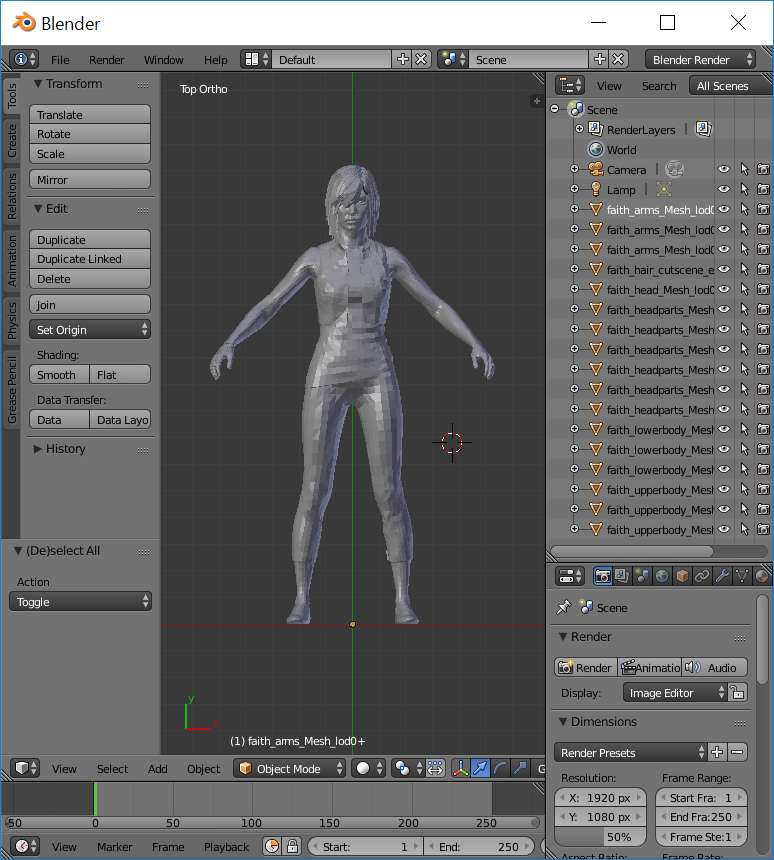 Blender
File Render Window Help Default Scene Blender Render
Tools
Create
Relations
Animation
Physics
Grease Pencil
Transform
Translate
Rotate
Scale
Mirror
Edit
Duplicate
Duplicate Linked
Delete
Join
Set Origin
Shading:
Smooth Flat
Data Transfer:
Data Data Layo
History
(De)select All
Action
Toggle
Top Ortho
y
x
(1) faith_arms_Mesh_lod0+
View Search All Scenes
Scene
RenderLayers
World
Camera
Lamp
faith_arms_Mesh_lod0
faith_arms_Mesh_lod0
faith_arms_Mesh_lod0
faith_hair_cutscene_e
faith_head_Mesh_lod0
faith_headparts_Mesh
faith_headparts_Mesh
faith_headparts_Mesh
faith_headparts_Mesh
faith_headparts_Mesh
faith_headparts_Mesh
faith_lowerbody_Mesh
faith_lowerbody_Mesh
faith_lowerbody_Mesh
faith_upperbody_Mesh
faith_upperbody_Mesh
faith_upperbody_Mesh
Scene
Render
Render Animatio Audio
Display: Image Editor
Dimensions
Render Presets
Resolution: Frame Range:
X: 1920 px Start Fra: 1
Y: 1080 px End Fra:250
50% Frame Ste:1
Aspect Ratio: Frame Rate:
View Select Add Object Object Mode G
-50 0 50 100 150 200 250
View Marker Frame Playback Start: 1 End: 250